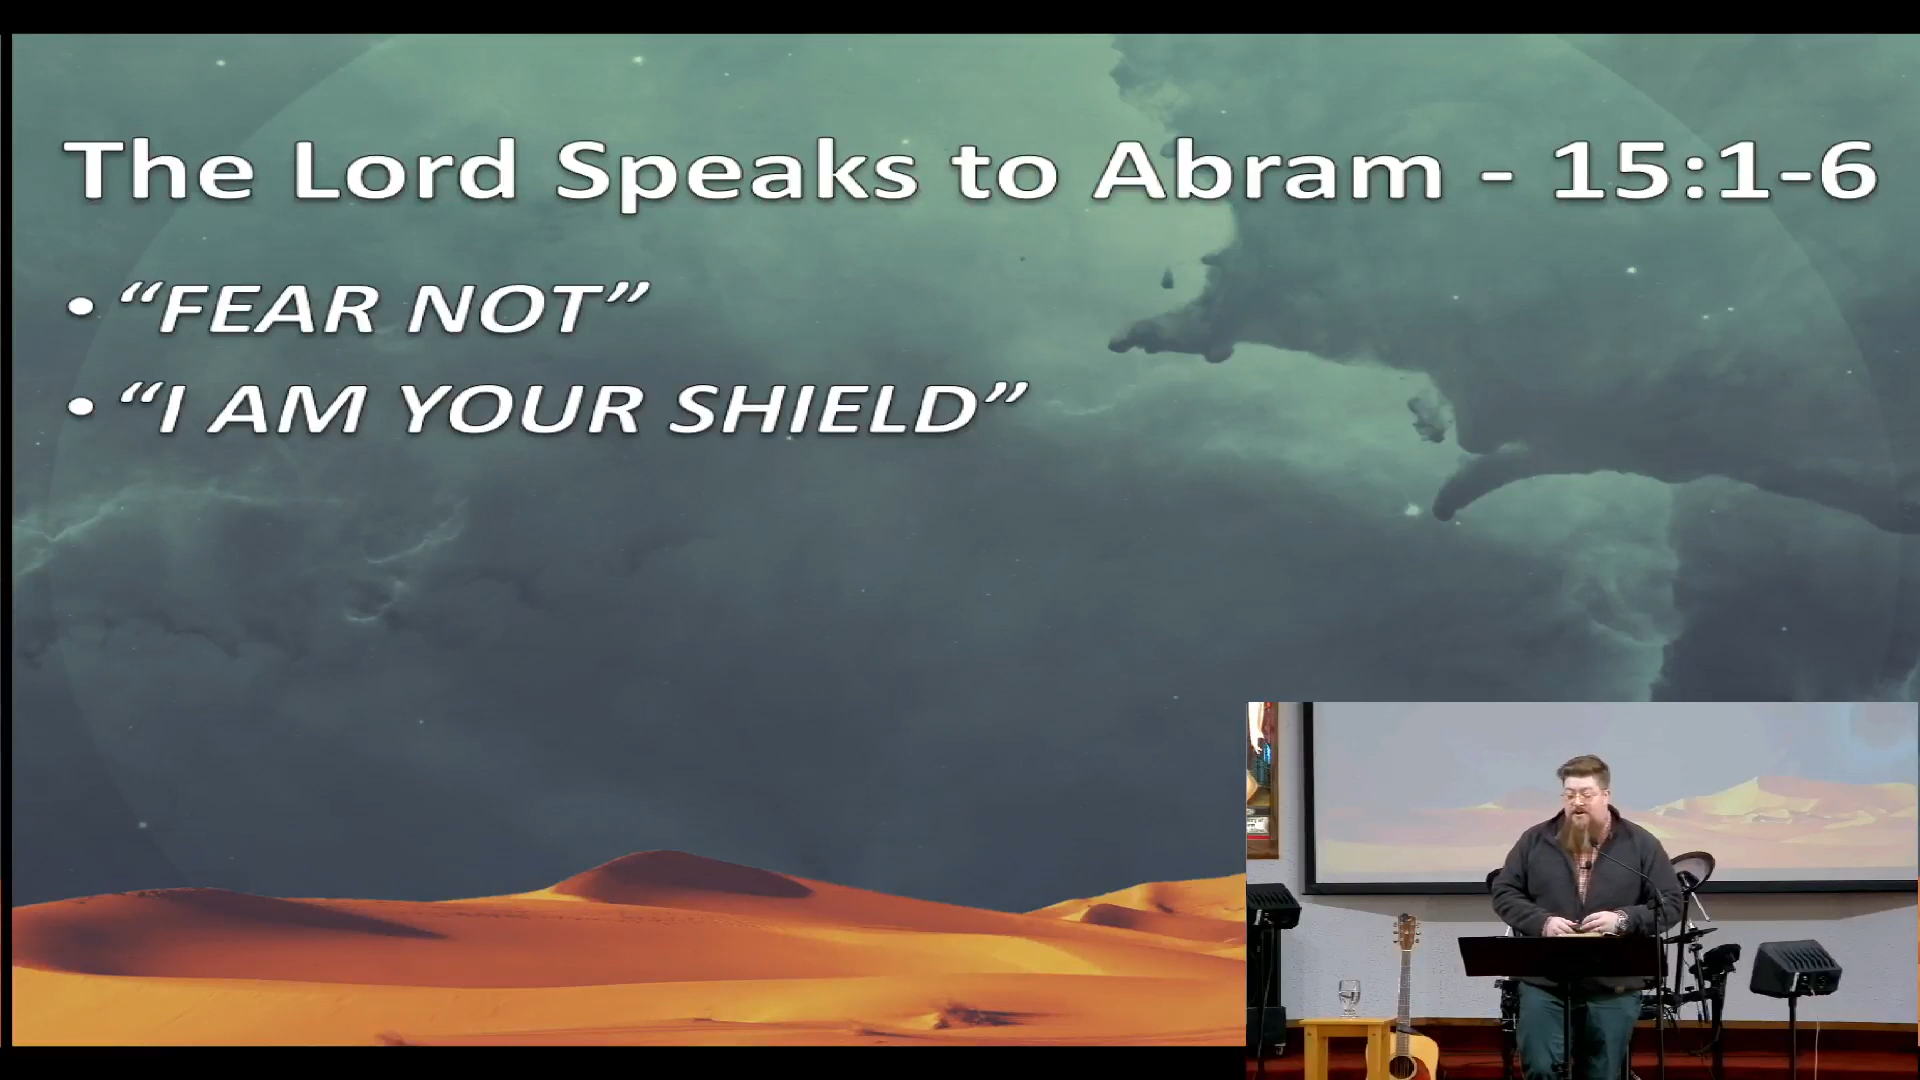 The Lord Speaks to Abram - 15:1-6
• “FEAR NOT”
• “I AM YOUR SHIELD”